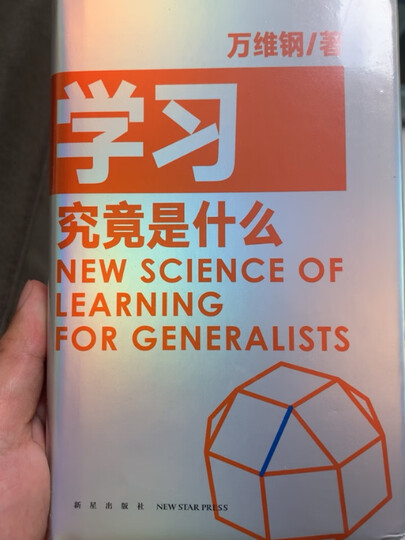 万维钢/著
学习
究竟是什么
NEW SCIENCE OF
LEARNING
FOR GENERALISTS
新星出版社 NEW STAR PRESS